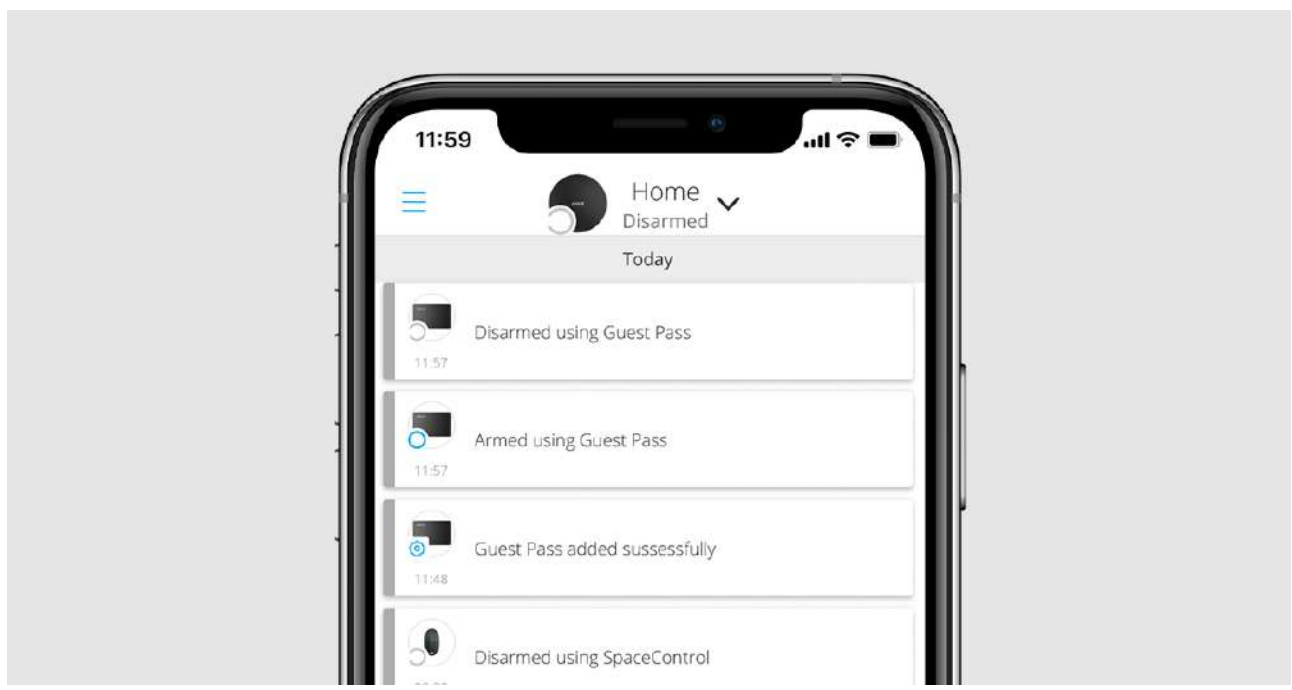 11:59
Home
Disarmed
Today
Disarmed using Guest Pass
11:57
Armed using Guest Pass
11:57
Guest Pass added sussessfully
11:48
Disarmed using SpaceControl